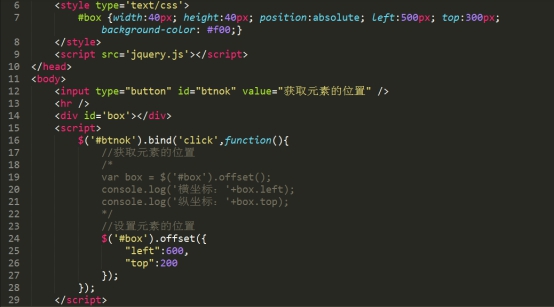 6 <style type='text/css'>
7 #box {width:40px; height:40px; position:absolute; left:500px; top:300px;
background-color: #f00;}
8 </style>
9 <script src='jquery.js'></script>
10 </head>
11 <body>
12 <input type="button" id="btnok" value="获取元素的位置" />
13 <hr />
14 <div id='box'></div>
15 <script>
16 $('#btnok').bind('click',function(){
17 //获取元素的位置
18 /*
19 var box = $('#box').offset();
20 console.log('横坐标：'+box.left);
21 console.log('纵坐标：'+box.top);
22 */
23 //设置元素的位置
24 $('#box').offset({
25 "left":600,
26 "top":200
27 });
28 });
29 </script>